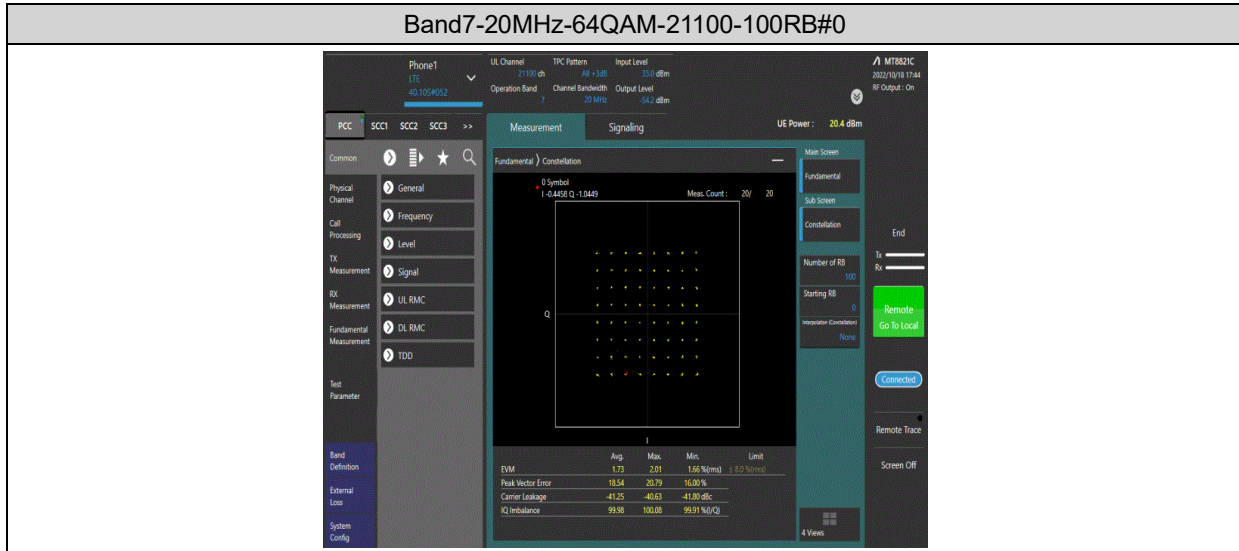 Band7-20MHz-64QAM-21100-100RB#0
Phone1
LTE
40.10S#052
UL Channel TPC Pattern Input Level
21100 ch All +3dB 33.0 dBm
Operation Band Channel Bandwidth Output Level
7 20 MHz -54.2 dBm
MT8821C
2022/10/18 17:44
RF Output : On
PCC SCC1 SCC2 SCC3 >>
Measurement Signaling
UE Power : 20.4 dBm
Common
Physical
Channel
Call
Processing
TX
Measurement
RX
Measurement
Fundamental
Measurement
Test
Parameter
Band
Definition
External
Loss
System
Config
General
Frequency
Level
Signal
UL RMC
DL RMC
TDD
Fundamental ) Constellation
0 Symbol
I -0.4458 Q -1.0449 Meas. Count : 20/ 20
Q
I
Avg. Max. Min. Limit
EVM 1.73 2.01 1.66 %(rms) ≤ 8.0 %(rms)
Peak Vector Error 18.54 20.79 16.00 %
Carrier Leakage -41.25 -40.63 -41.80 dBc
IQ Imbalance 99.98 100.08 99.91 %(I/Q)
Main Screen
Fundamental
Sub Screen
Constellation
Number of RB
100
Starting RB
0
Interpolation (Constellation)
None
4 Views
End
Tx
Rx
Remote
Go To Local
Connected
Remote Trace
Screen Off